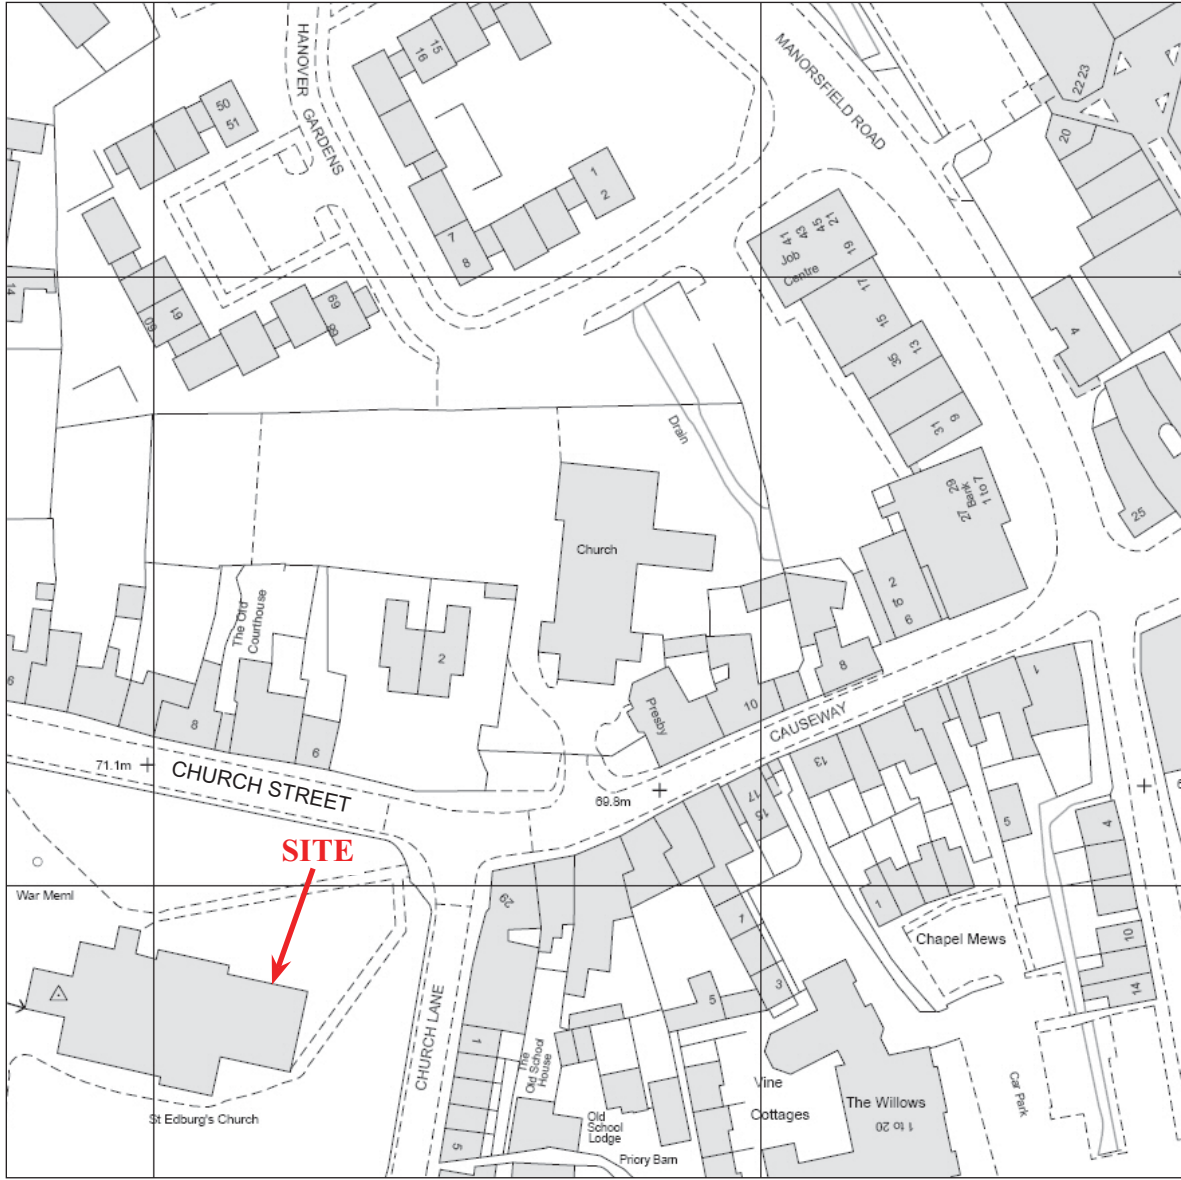 HANOVER
GARDENS
MANORSFIELD ROAD
15
16
50
51
1
2
7
8
22 23
20
41
43
45
21
19
Job
Centre
17
15
13
35
9
31
4
14
60
61
69
68
Drain
27
29
Bank
1 to 7
25
Church
The Old
Courthouse
2
2
to
6
8
10
Presby
6
8
6
1
CAUSEWAY
71.1m
CHURCH STREET
69.8m
13
17
15
5
4
SITE
War Meml
29
1
1
Chapel Mews
10
14
3
5
CHURCH LANE
1
The
Old School
House
5
St Edburg's Church
Old
School
Lodge
Priory Barn
Vine
Cottages
The Willows
1 to 20
Car Park